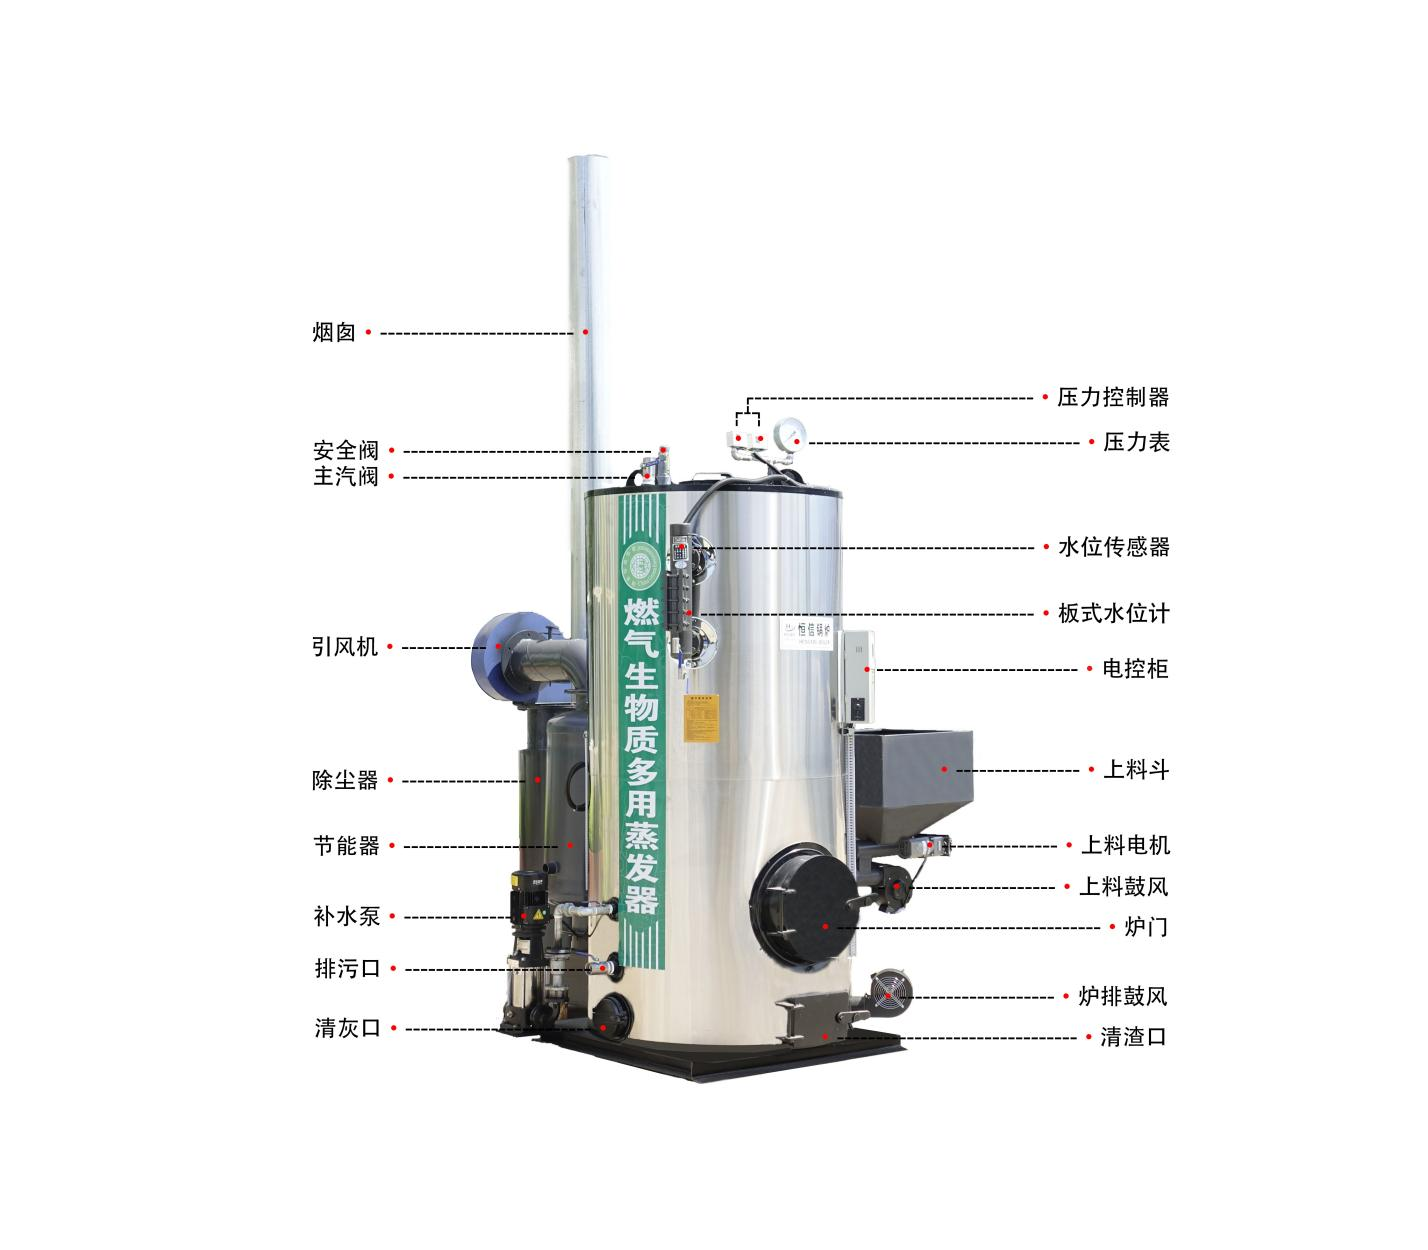 烟囱
安全阀
主汽阀
引风机
除尘器
节能器
补水泵
排污口
清灰口
燃气生物质多用蒸发器
恒信锅炉
压力控制器
压力表
水位传感器
板式水位计
电控柜
上料斗
上料电机
上料鼓风
炉门
炉排鼓风
清渣口